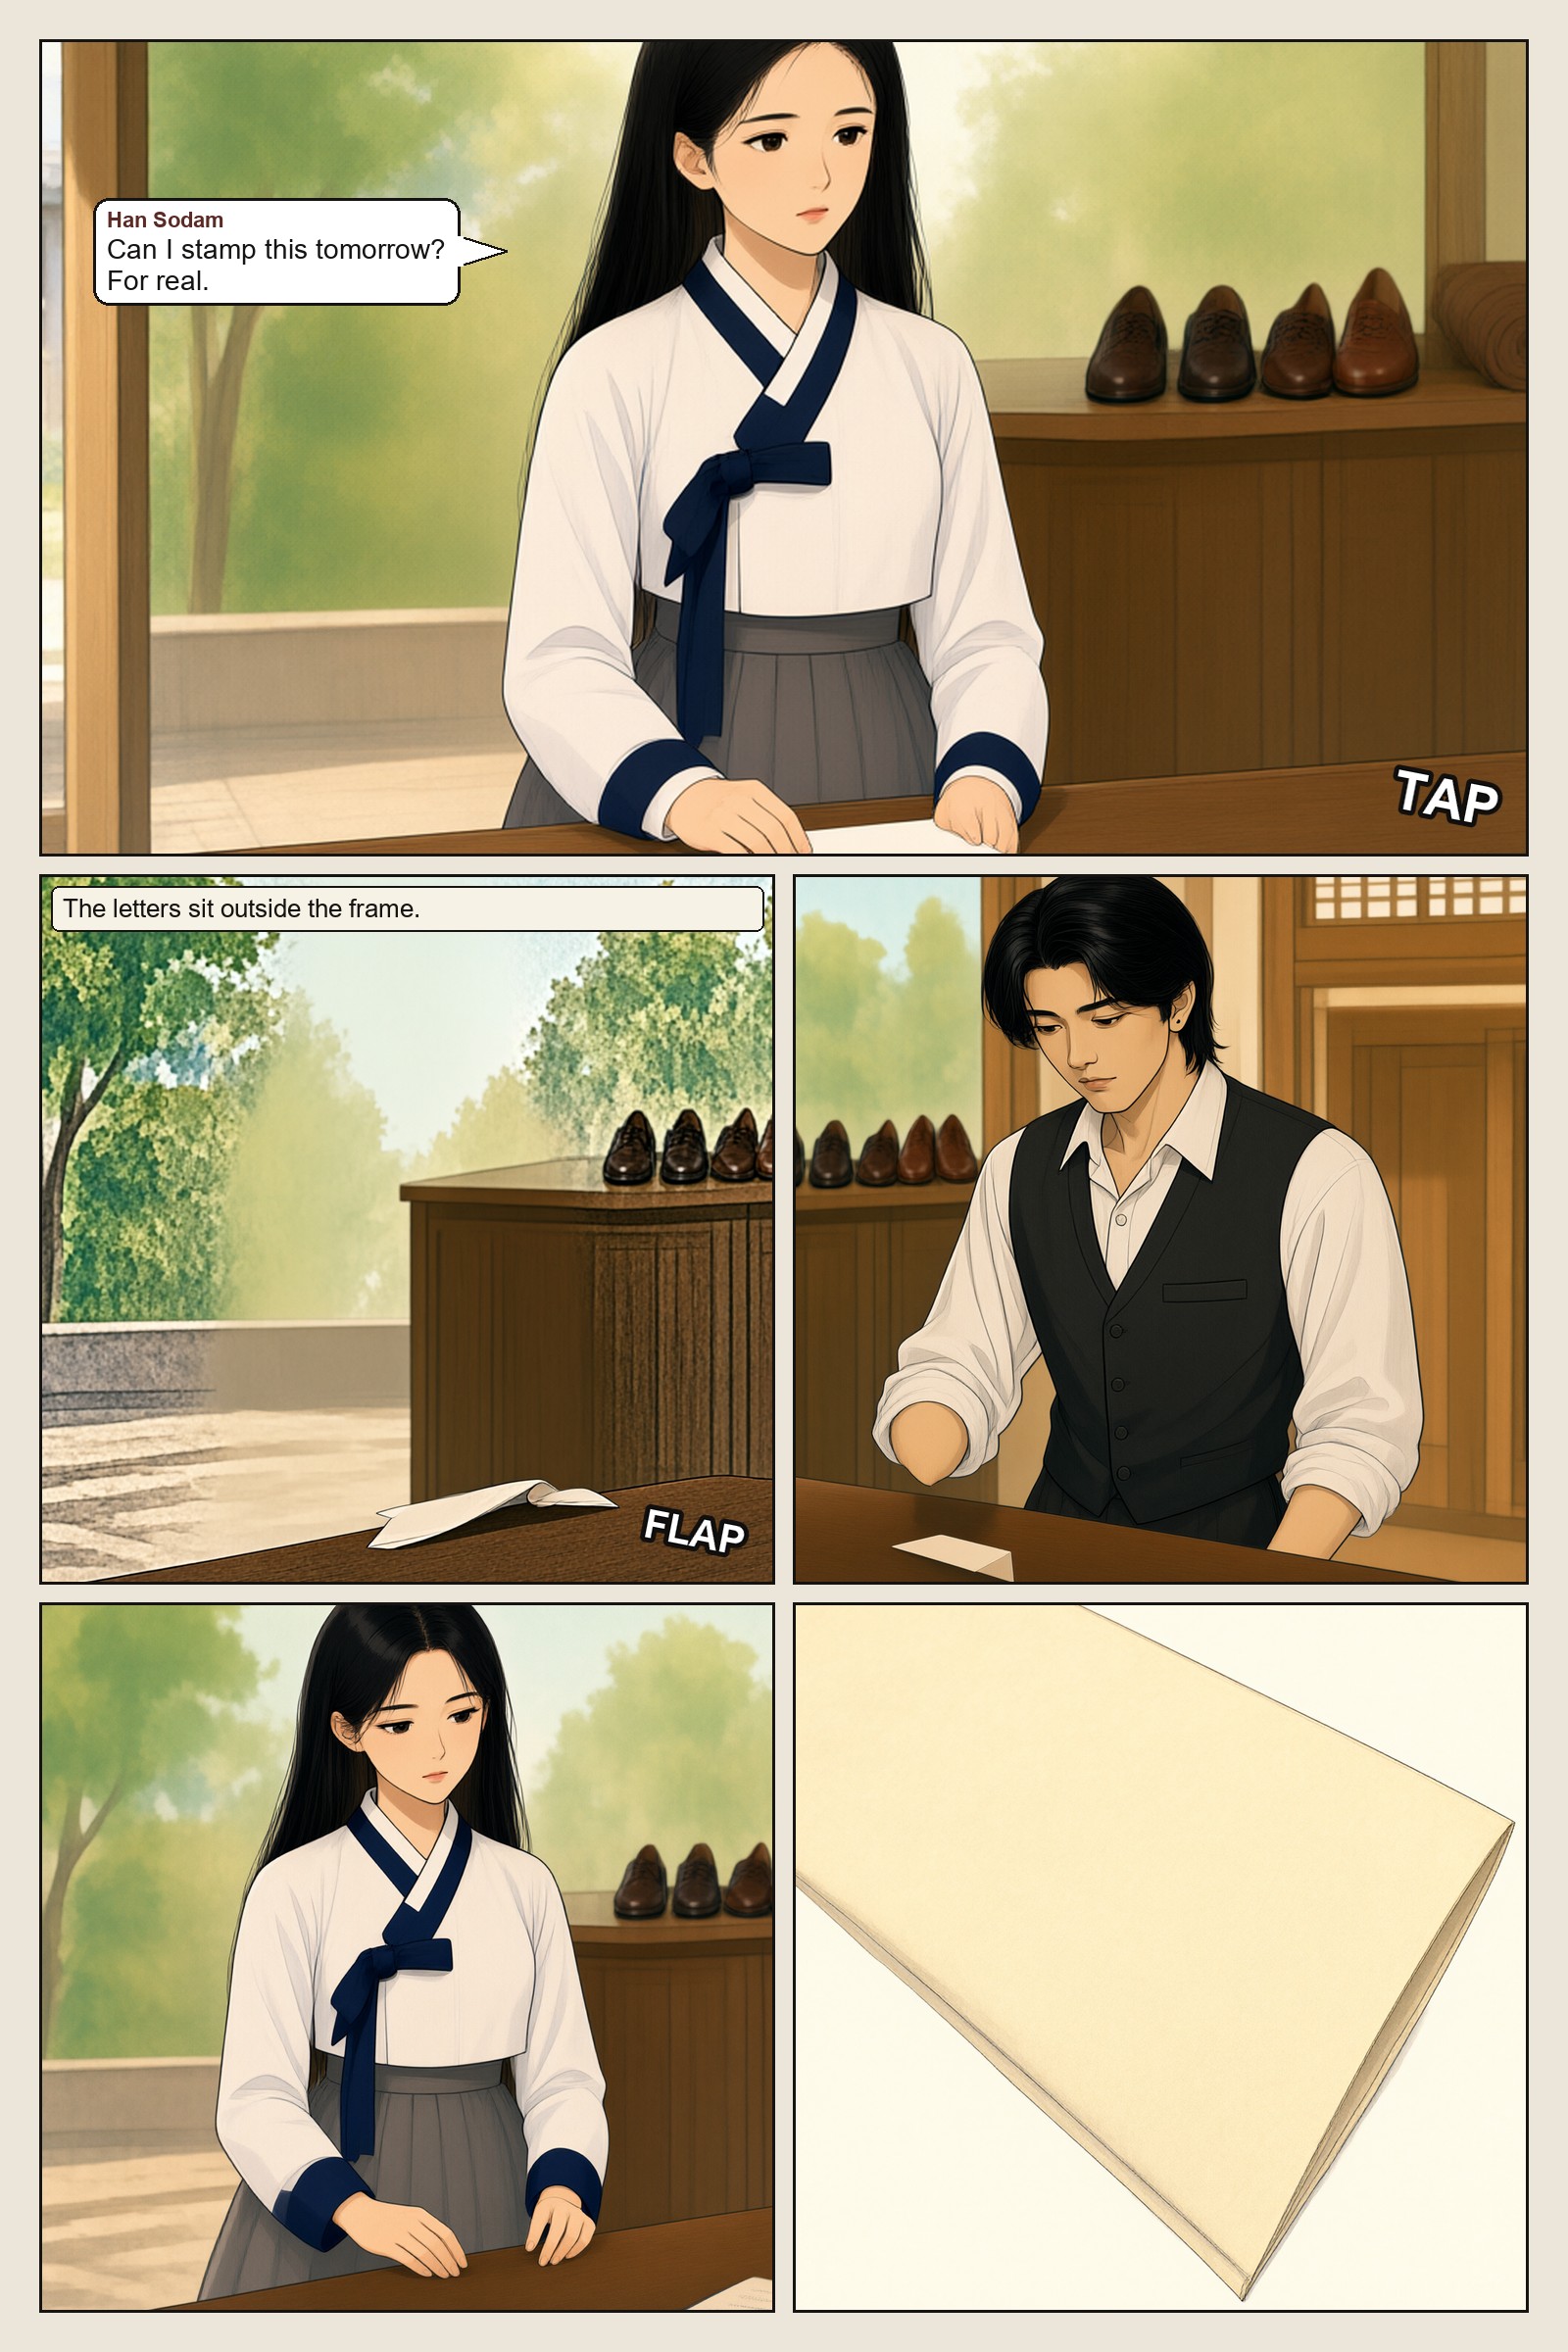 Han Sodam
Can I stamp this tomorrow?
For real.
TAP
The letters sit outside the frame.
FLAP